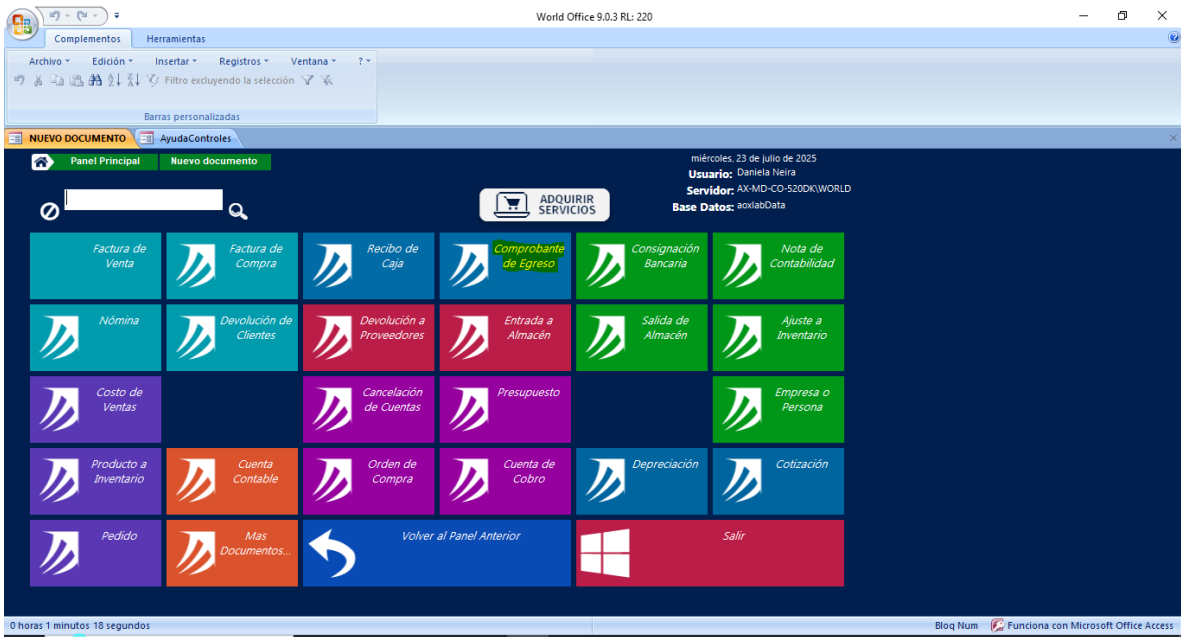 World Office 9.0.3 RL: 220
Complementos Herramientas
Archivo Edición Insertar Registros Ventana ?
Filtro excluyendo la selección
Barras personalizadas
NUEVO DOCUMENTO AyudaControles
Panel Principal Nuevo documento
miércoles, 23 de julio de 2025
Usuario: Daniela Neira
Servidor: AX-MD-CO-520DK\WORLD
Base Datos: aoxlabData
ADQUIRIR
SERVICIOS
Factura de
Venta
Factura de
Compra
Recibo de
Caja
Comprobante
de Egreso
Consignación
Bancaria
Nota de
Contabilidad
Nómina
Devolución de
Clientes
Devolución a
Proveedores
Entrada a
Almacén
Salida de
Almacén
Ajuste a
Inventario
Costo de
Ventas
Cancelación
de Cuentas
Presupuesto
Empresa o
Persona
Producto a
Inventario
Cuenta
Contable
Orden de
Compra
Cuenta de
Cobro
Depreciación
Cotización
Pedido
Mas
Documentos...
Volver al Panel Anterior
Salir
0 horas 1 minutos 18 segundos
Bloq Num Funciona con Microsoft Office Access